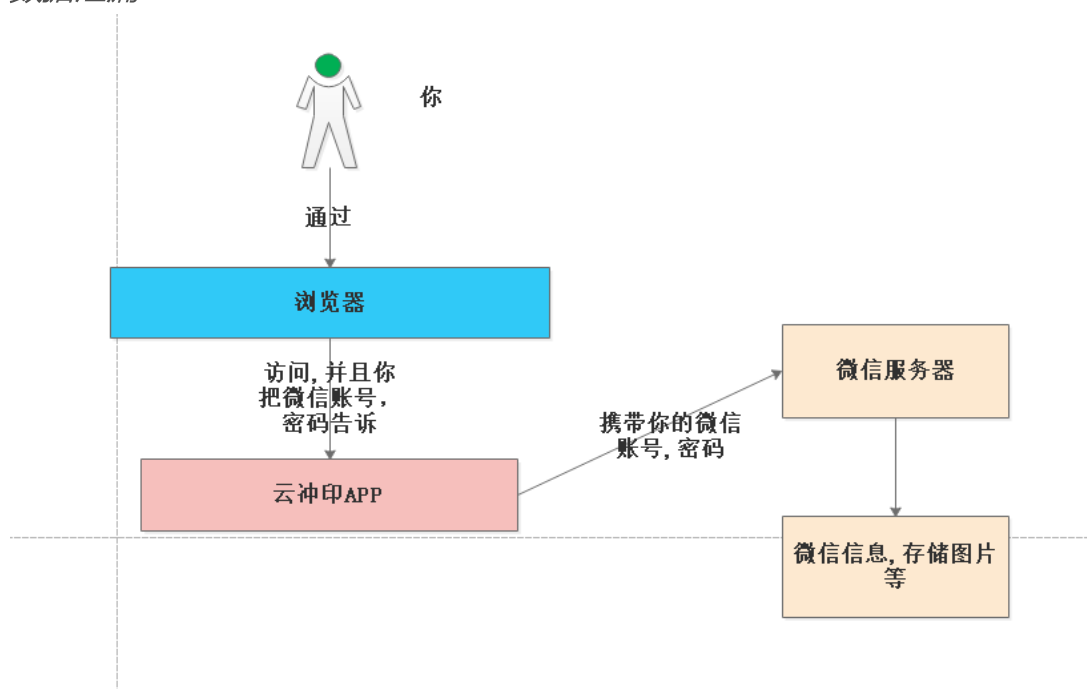 你
通过
浏览器
访问,并且你
把微信账号,
密码告诉
微信服务器
携带你的微信
账号,密码
云冲印APP
微信信息,存储图片
等